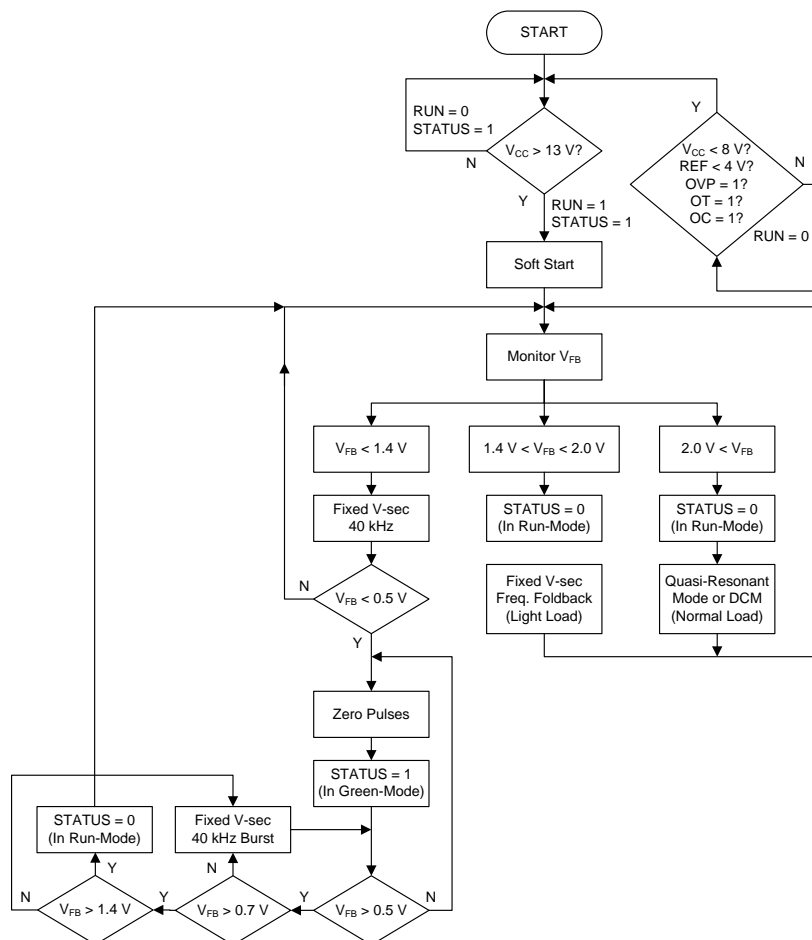 START
RUN = 0
STATUS = 1
VCC > 13 V?
N
Y
RUN = 1
STATUS = 1
Y
VCC < 8 V?
REF < 4 V?
OVP = 1?
OT = 1?
OC = 1?
N
RUN = 0
Soft Start
Monitor VFB
VFB < 1.4 V
1.4 V < VFB < 2.0 V
2.0 V < VFB
Fixed V-sec
40 kHz
STATUS = 0
(In Run-Mode)
STATUS = 0
(In Run-Mode)
N
VFB < 0.5 V
Y
Fixed V-sec
Freq. Foldback
(Light Load)
Quasi-Resonant
Mode or DCM
(Normal Load)
Zero Pulses
STATUS = 1
(In Green-Mode)
STATUS = 0
(In Run-Mode)
Fixed V-sec
40 kHz Burst
N
Y
VFB > 1.4 V
Y
N
VFB > 0.7 V
Y
VFB > 0.5 V
N